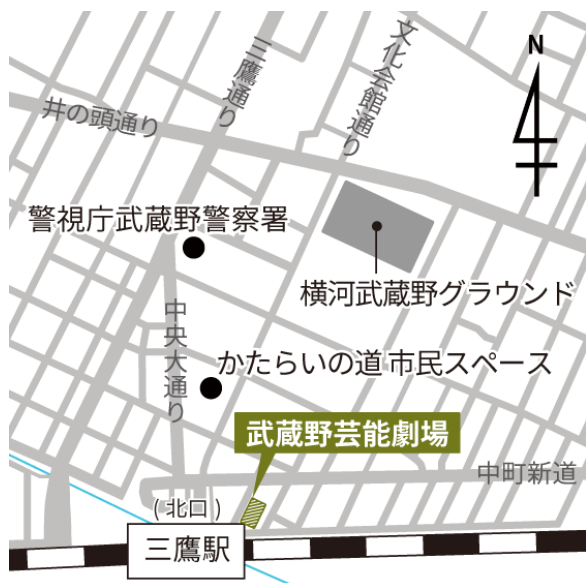 三鷹通り
文化会館通り
N
井の頭通り
警視庁武蔵野警察署
横河武蔵野グラウンド
中央大通り
かたらいの道 市民スペース
武蔵野芸能劇場
中町新道
(北口)
三鷹駅